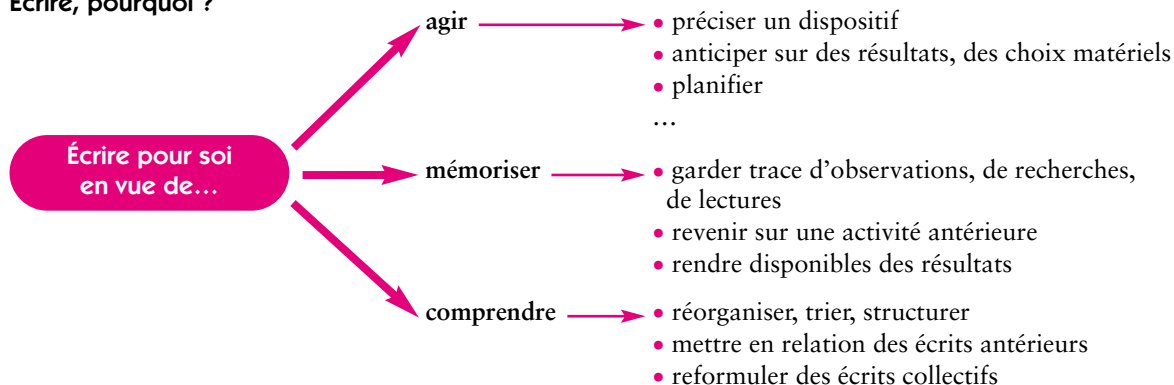 Écrire, pourquoi ?
agir
• préciser un dispositif
• anticiper sur des résultats, des choix matériels
• planifier
…
Écrire pour soi
en vue de…
mémoriser
• garder trace d'observations, de recherches,
de lectures
• revenir sur une activité antérieure
• rendre disponibles des résultats
comprendre
• réorganiser, trier, structurer
• mettre en relation des écrits antérieurs
• reformuler des écrits collectifs